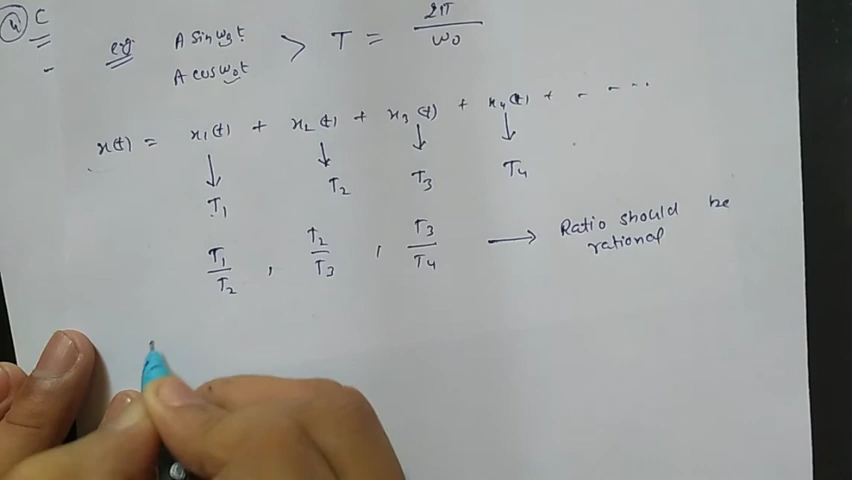 4 C
eg A sin ω0t > T = 2π/ω0
A cos ω0t
x(t) = x1(t) + x2(t) + x3(t) + x4(t) + - - - ...
↓ ↓ ↓ ↓
T1 T2 T3 T4
T1/T2 , T2/T3 , T3/T4 → Ratio should be
rational